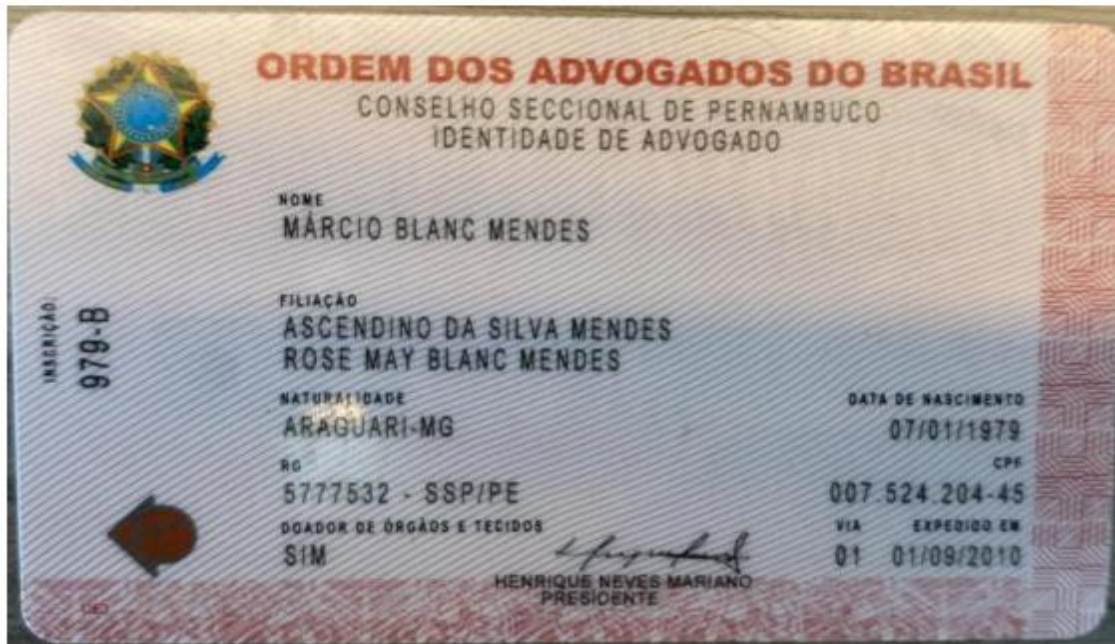 ORDEM DOS ADVOGADOS DO BRASIL
CONSELHO SECCIONAL DE PERNAMBUCO
IDENTIDADE DE ADVOGADO
NOME
MÁRCIO BLANC MENDES
INSCRIÇÃO:
979-B
FILIAÇÃO
ASCENDINO DA SILVA MENDES
ROSE MAY BLANC MENDES
NATURALIDADE DATA DE NASCIMENTO
ARAGUARI-MG 07/01/1979
RG CPF
5777532 - SSP/PE 007.524.204-45
DOADOR DE ÓRGÃOS E TECIDOS VIA EXPEDIDO EM
SIM 01 01/09/2010
HENRIQUE NEVES MARIANO
PRESIDENTE